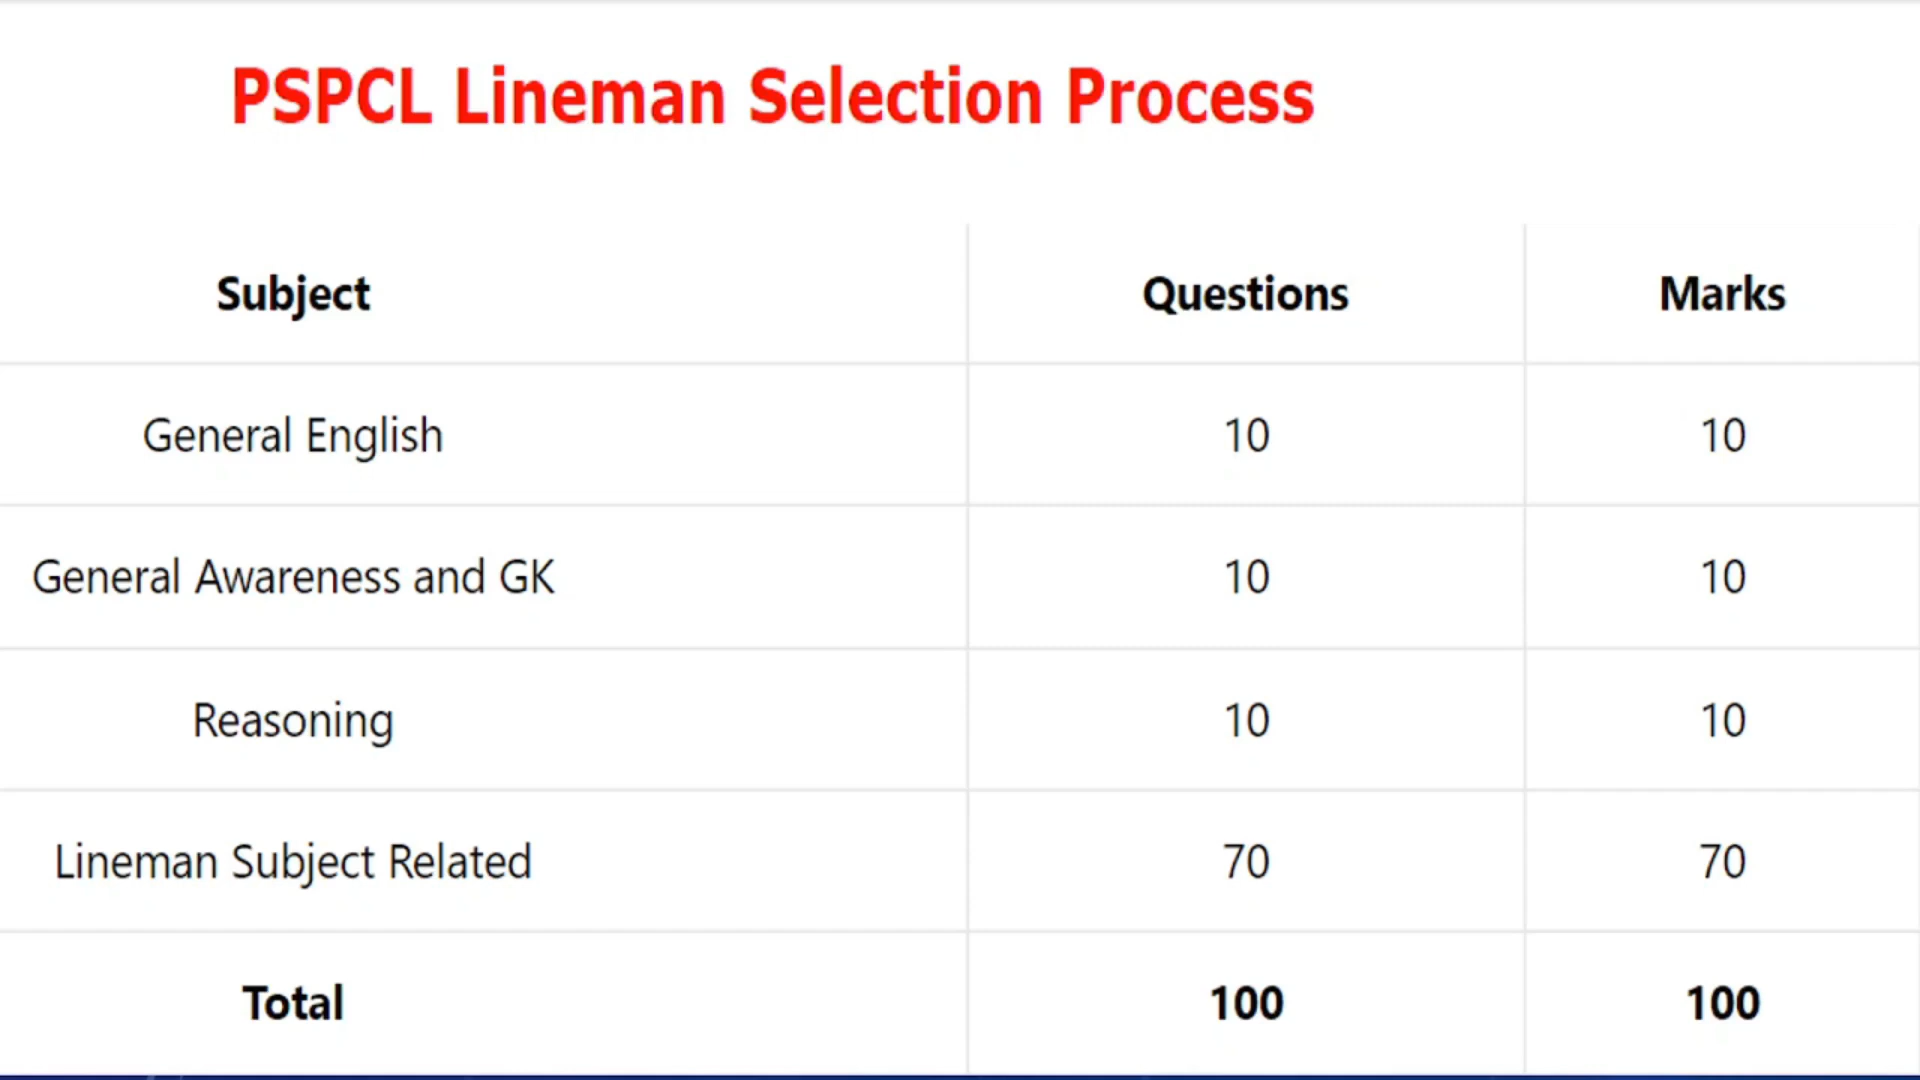 PSPCL Lineman Selection Process
Subject Questions Marks
General English 10 10
General Awareness and GK 10 10
Reasoning 10 10
Lineman Subject Related 70 70
Total 100 100